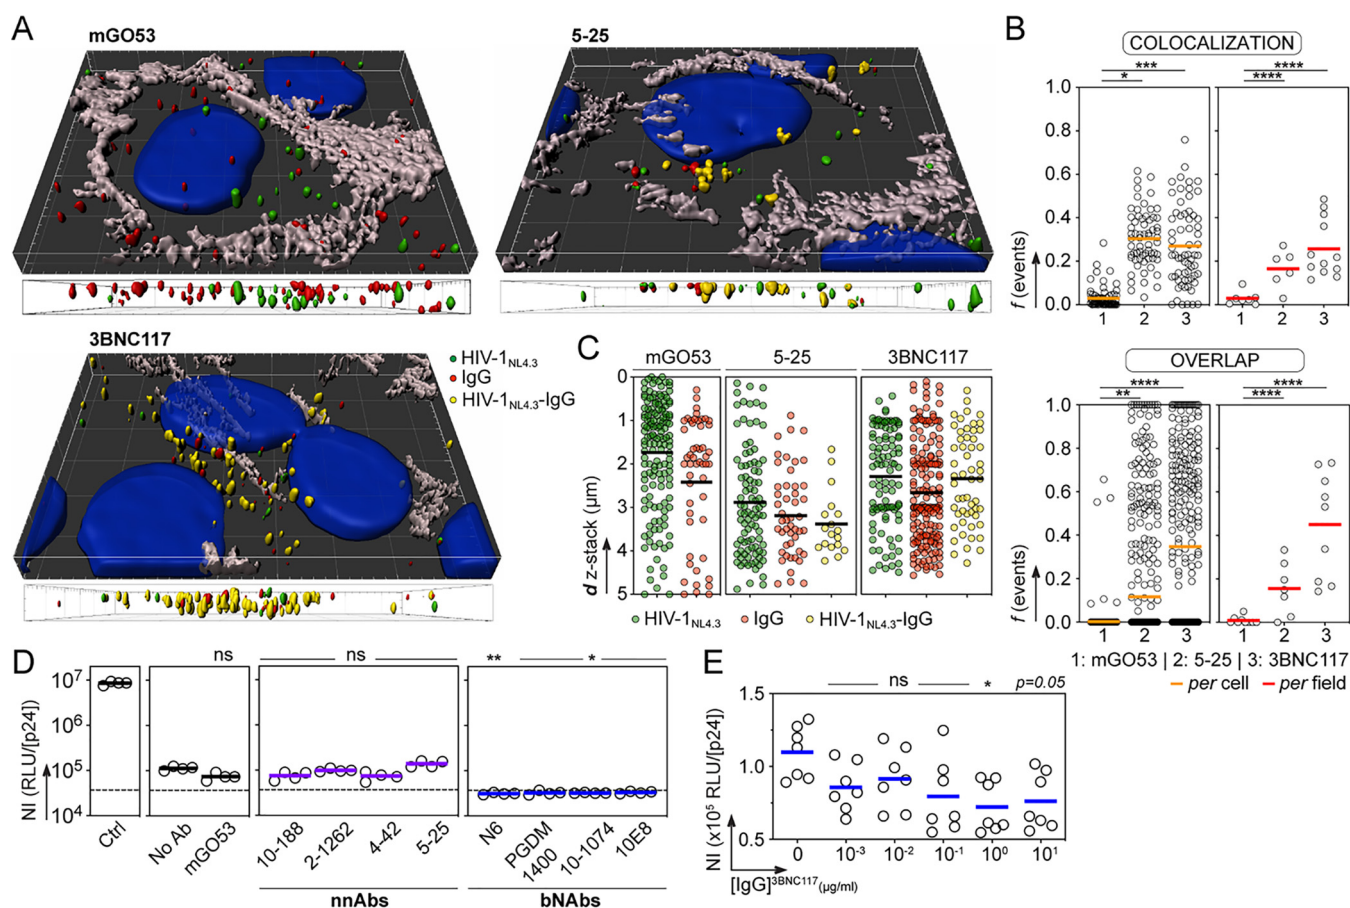 A
mGO53
5-25
3BNC117
HIV-1NL4.3
IgG
HIV-1NL4.3-IgG
B
COLOCALIZATION
*** ****
* ****
1.0
0.8
0.6
0.4
0.2
0.0
f (events)
1 2 3 1 2 3
OVERLAP
**** ****
** ****
1.0
0.8
0.6
0.4
0.2
0.0
f (events)
1 2 3 1 2 3
1: mGO53 | 2: 5-25 | 3: 3BNC117
per cell per field
C
mGO53 5-25 3BNC117
0
1
2
3
4
5
d z-stack (µm)
HIV-1NL4.3 IgG HIV-1NL4.3-IgG
D
ns ns ** *
10⁷
10⁶
10⁵
10⁴
NI (RLU/[p24])
Ctrl No Ab mGO53 10-188 2-1262 4-42 5-25 N6 PGDM 1400 10-1074 10E8
nnAbs bNAbs
E
ns * p=0.05
1.5
1.0
0.5
NI (x10⁵ RLU/[p24])
0 10⁻³ 10⁻² 10⁻¹ 10⁰ 10¹
[IgG]3BNC117(µg/ml)